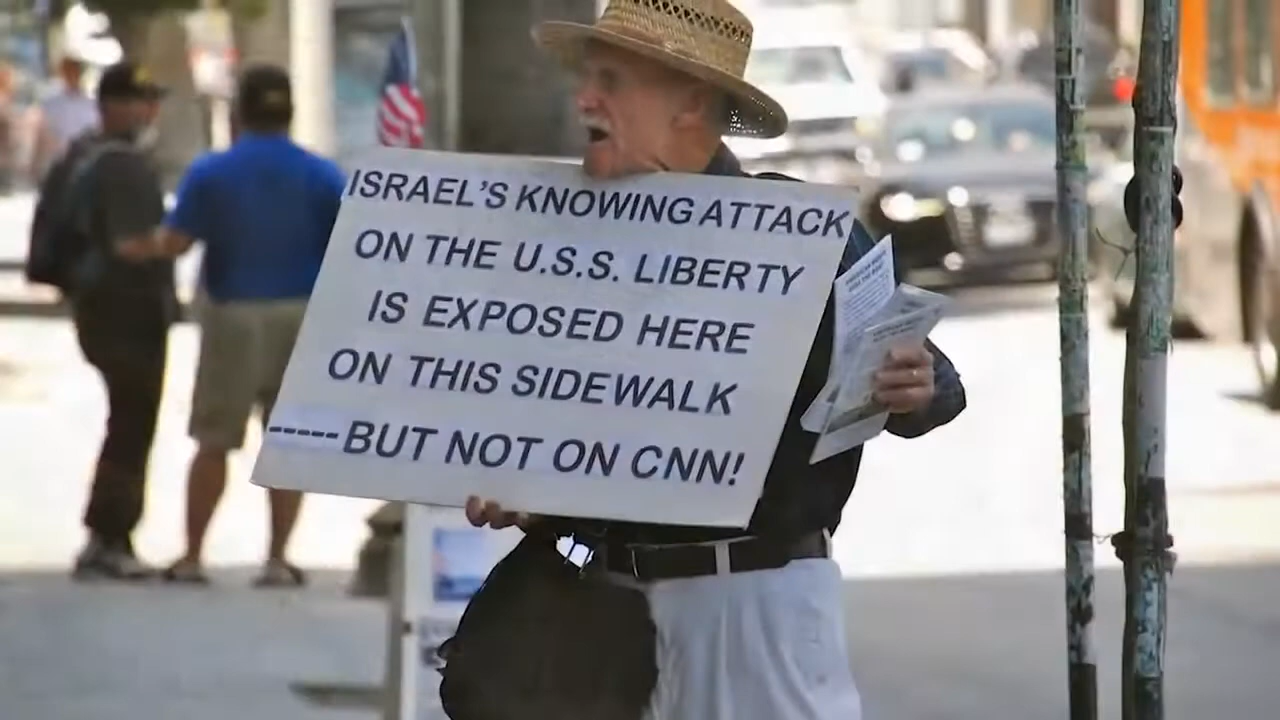 ISRAEL'S KNOWING ATTACK
ON THE U.S.S. LIBERTY
IS EXPOSED HERE
ON THIS SIDEWALK
-----BUT NOT ON CNN!